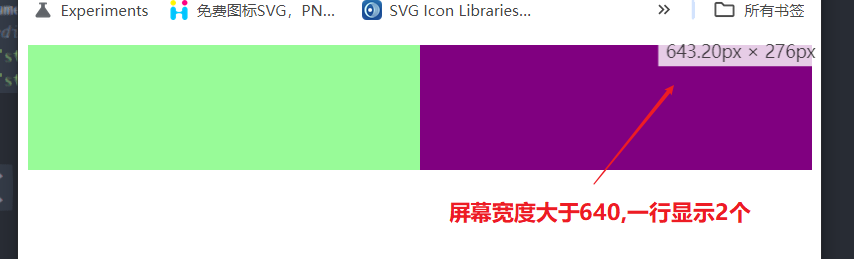 Experiments 免费图标SVG，PN... SVG Icon Libraries... » 所有书签
643.20px × 276px
屏幕宽度大于640,一行显示2个